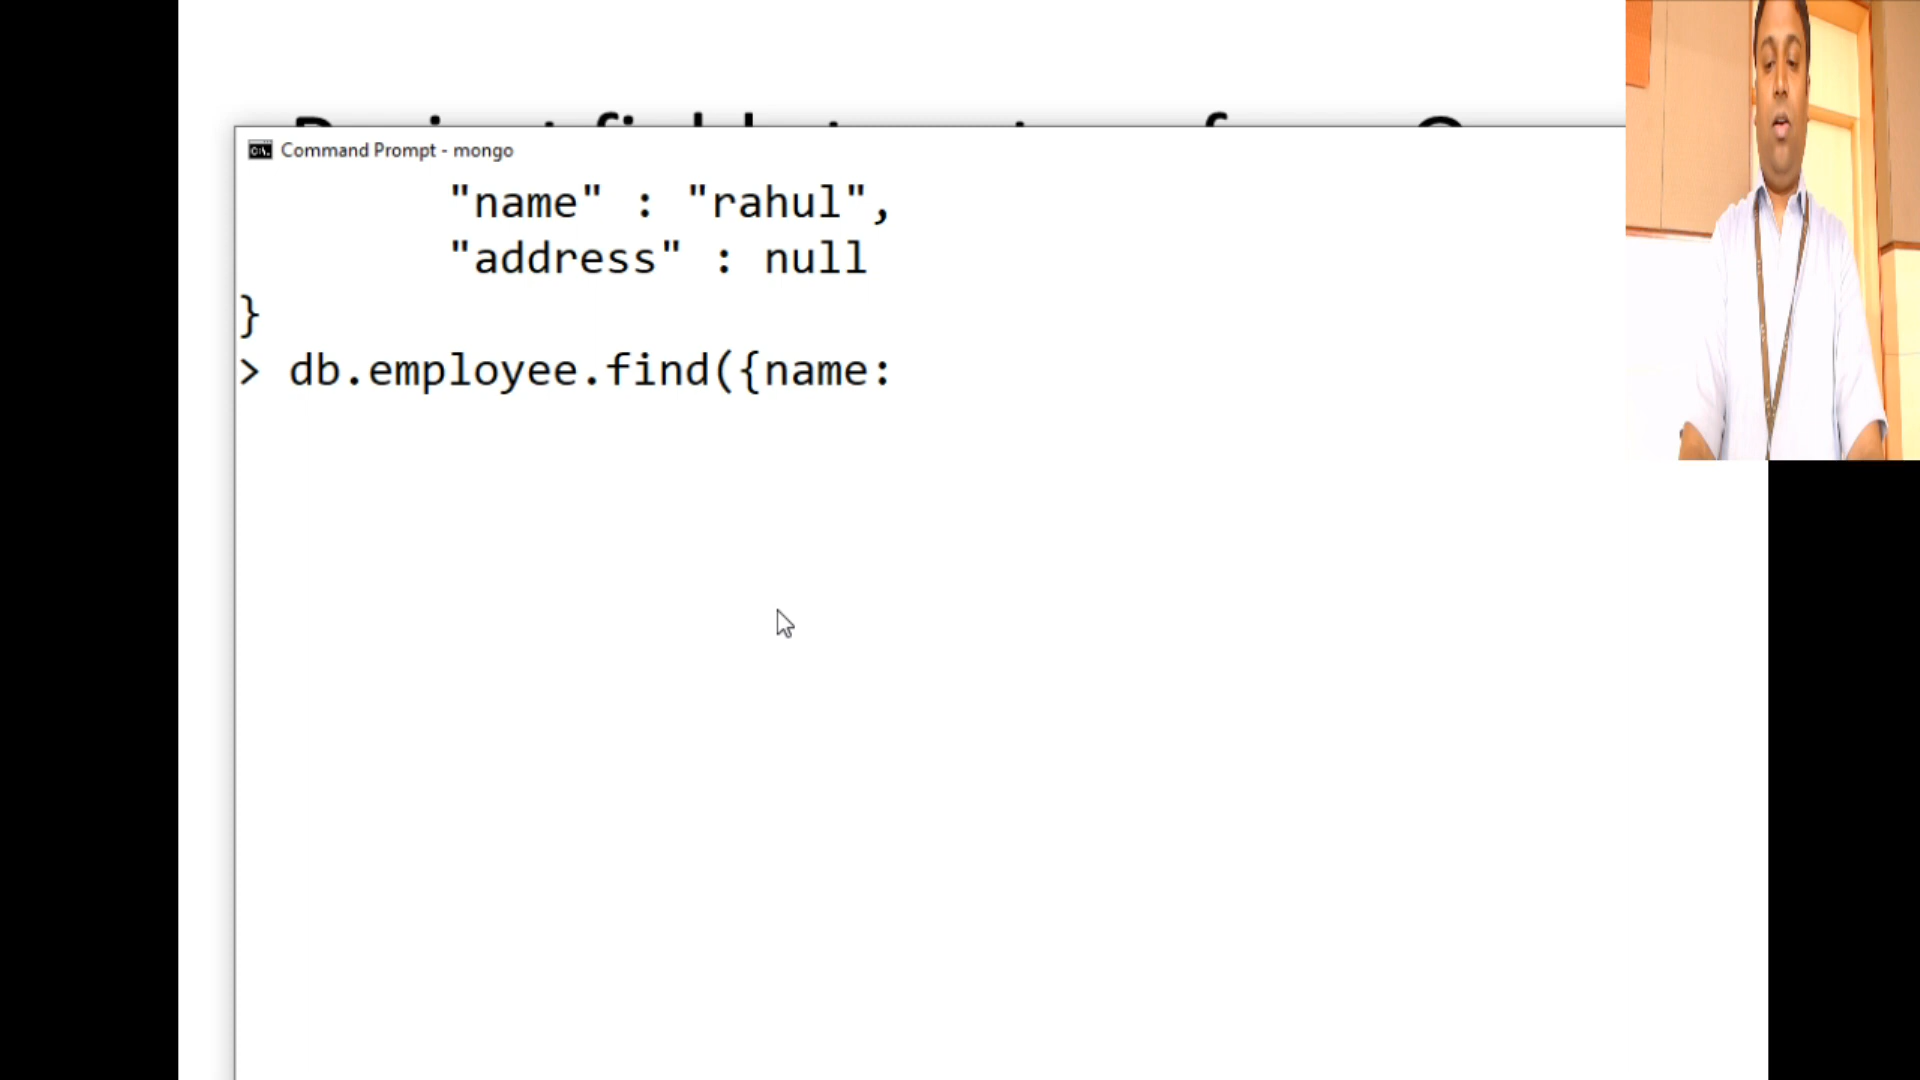 Command Prompt - mongo
"name" : "rahul",
"address" : null
}
> db.employee.find({name: